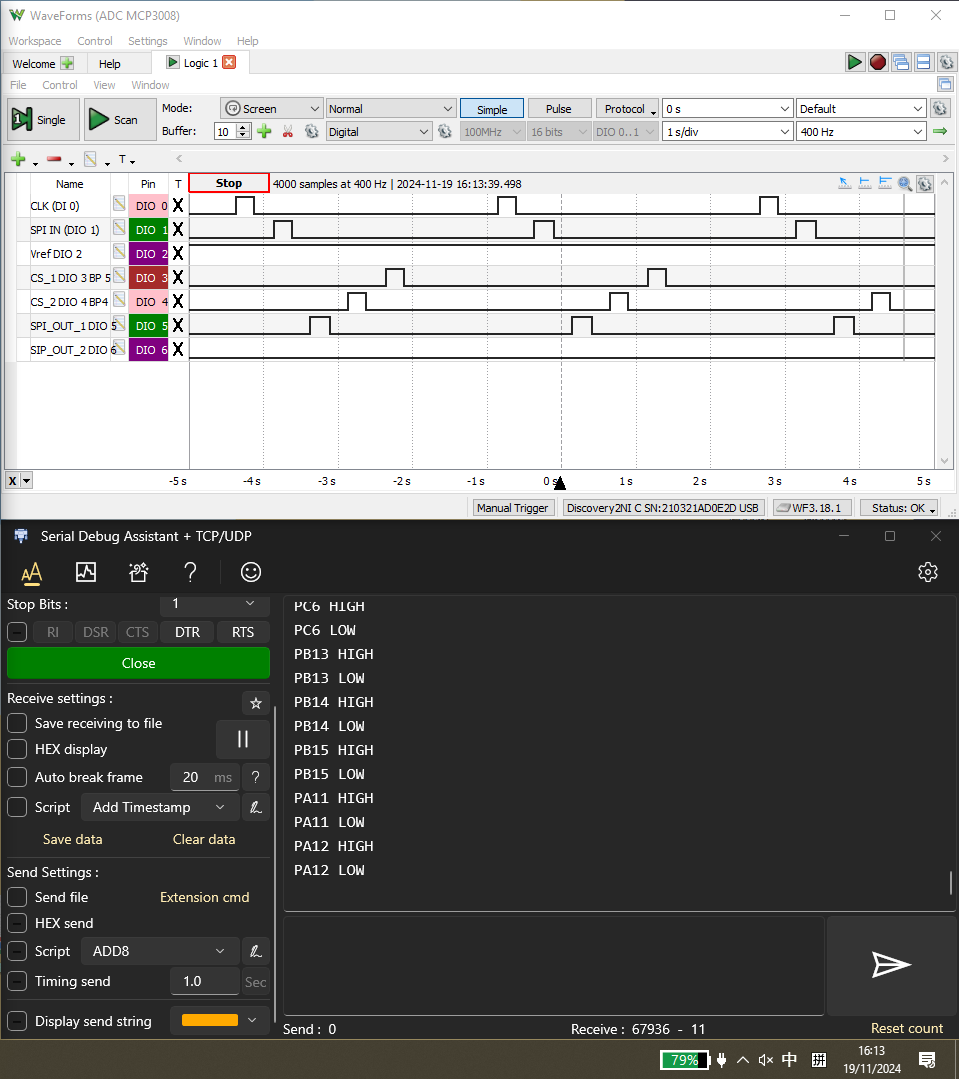 WaveForms (ADC MCP3008)
Workspace Control Settings Window Help
Welcome Help Logic 1
File Control View Window
Single Scan Mode: Screen Normal Simple Pulse Protocol 0 s Default
Buffer: 10 Digital 100MHz 16 bits DIO 0..1 1 s/div 400 Hz
T
Name Pin T Stop 4000 samples at 400 Hz | 2024-11-19 16:13:39.498
CLK (DI 0) DIO 0 X
SPI IN (DIO 1) DIO 1 X
Vref DIO 2 DIO 2 X
CS_1 DIO 3 BP 5 DIO 3 X
CS_2 DIO 4 BP4 DIO 4 X
SPI_OUT_1 DIO 5 DIO 5 X
SIP_OUT_2 DIO 6 DIO 6 X
X -5 s -4 s -3 s -2 s -1 s 0 s 1 s 2 s 3 s 4 s 5 s
Manual Trigger Discovery2NI C SN:210321AD0E2D USB WF3.18.1 Status: OK
Serial Debug Assistant + TCP/UDP
Stop Bits : 1
RI DSR CTS DTR RTS
Close
Receive settings :
Save receiving to file
HEX display
Auto break frame 20 ms ?
Script Add Timestamp
Save data Clear data
Send Settings :
Send file Extension cmd
HEX send
Script ADD8
Timing send 1.0 Sec
Display send string
PC6 HIGH
PC6 LOW
PB13 HIGH
PB13 LOW
PB14 HIGH
PB14 LOW
PB15 HIGH
PB15 LOW
PA11 HIGH
PA11 LOW
PA12 HIGH
PA12 LOW
Send : 0 Receive : 67936 - 11 Reset count
79% 中 拼 16:13
19/11/2024